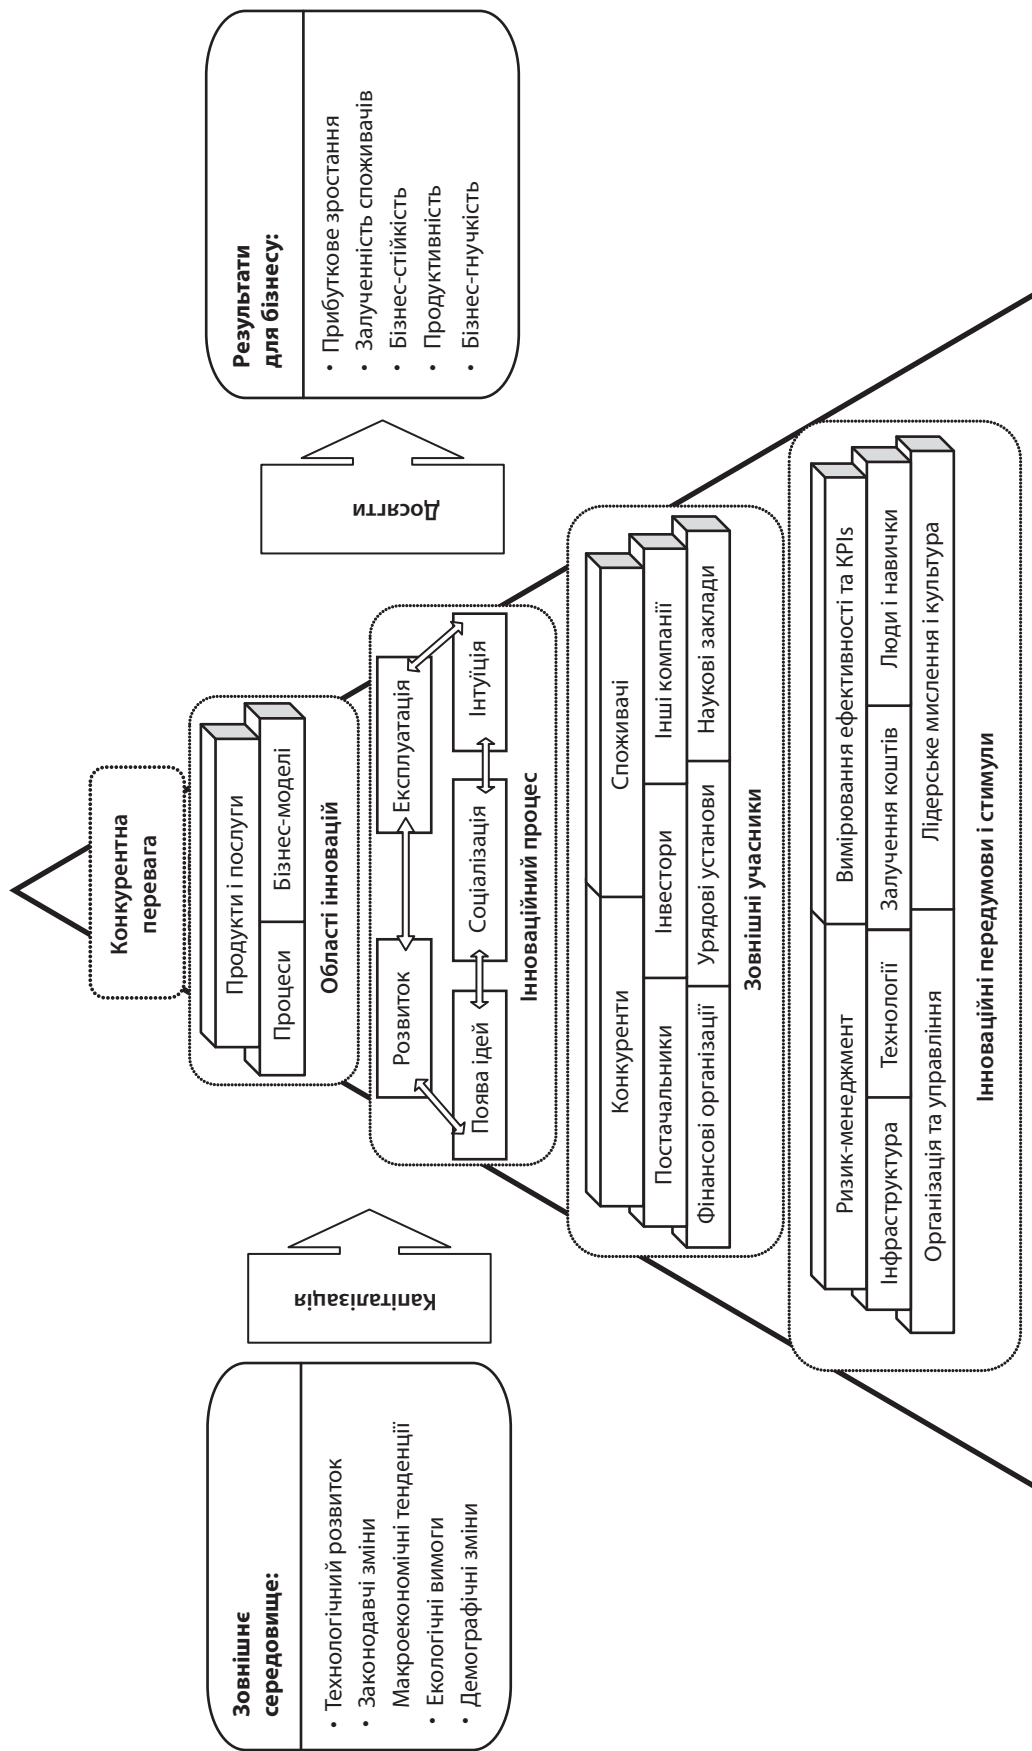 Зовнішнє
середовище:
• Технологічний розвиток
• Законодавчі зміни
Макроекономічні тенденції
• Екологічні вимоги
• Демографічні зміни
Капіталізація
Конкурентна
перевага
Продукти і послуги
Процеси
Бізнес-моделі
Області інновацій
Розвиток
Експлуатація
Поява ідей
Соціалізація
Інтуїція
Інноваційний процес
Конкуренти
Споживачі
Постачальники
Інвестори
Інші компанії
Фінансові організації
Урядові установи
Наукові заклади
Зовнішні учасники
Ризик-менеджмент
Вимірювання ефективності та KPIs
Інфраструктура
Технології
Залучення коштів
Люди і навички
Організація та управління
Лідерське мислення і культура
Інноваційні передумови і стимули
Досягти
Результати
для бізнесу:
• Прибуткове зростання
Залученність споживачів
• Бізнес-стійкість
• Продуктивність
• Бізнес-гнучкість